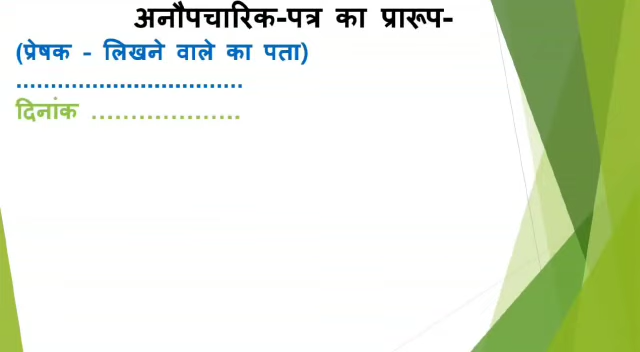 अनौपचारिक-पत्र का प्रारूप-
(प्रेषक - लिखने वाले का पता)
.................................
दिनांक ...................